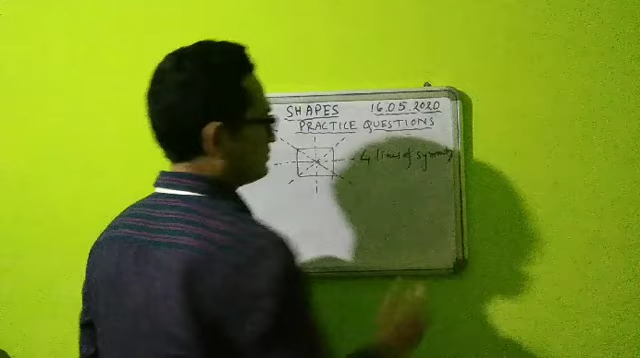 SHAPES 16.05.2020
PRACTICE QUESTIONS
4 lines of symmetry